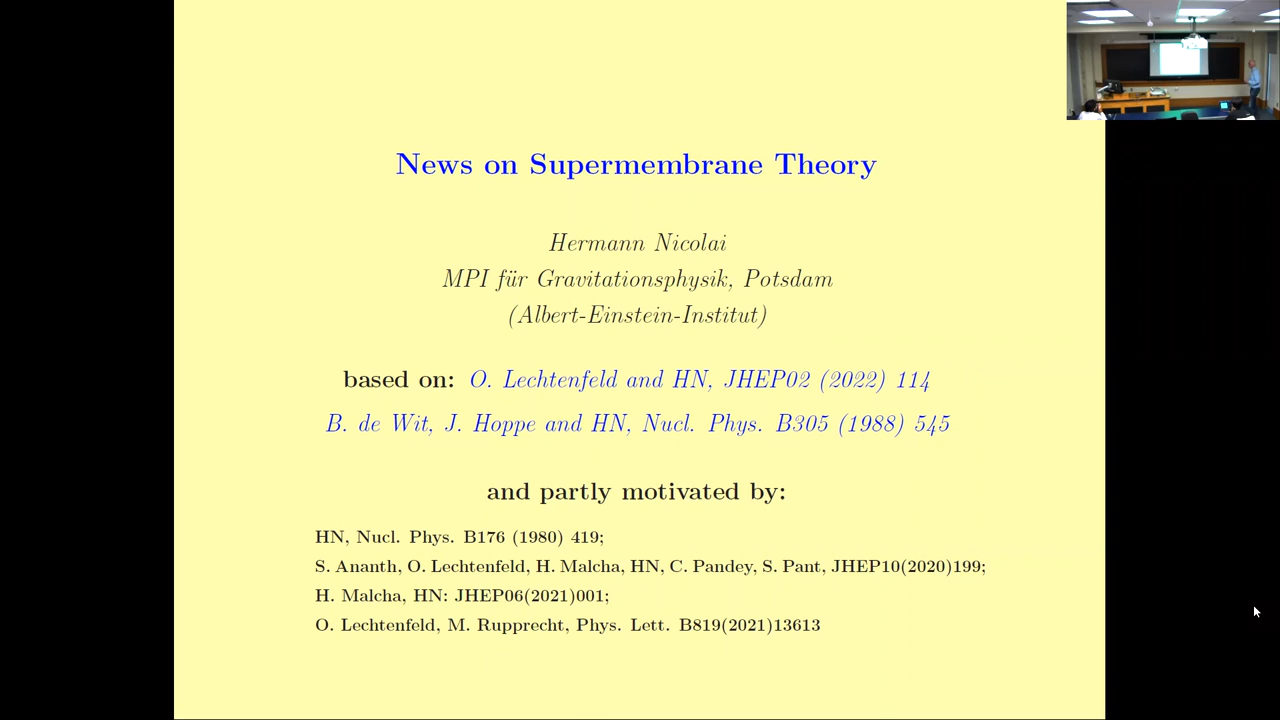 News on Supermembrane Theory
Hermann Nicolai
MPI für Gravitationsphysik, Potsdam
(Albert-Einstein-Institut)
based on: O. Lechtenfeld and HN, JHEP02 (2022) 114
B. de Wit, J. Hoppe and HN, Nucl. Phys. B305 (1988) 545
and partly motivated by:
HN, Nucl. Phys. B176 (1980) 419;
S. Ananth, O. Lechtenfeld, H. Malcha, HN, C. Pandey, S. Pant, JHEP10(2020)199;
H. Malcha, HN: JHEP06(2021)001;
O. Lechtenfeld, M. Rupprecht, Phys. Lett. B819(2021)13613